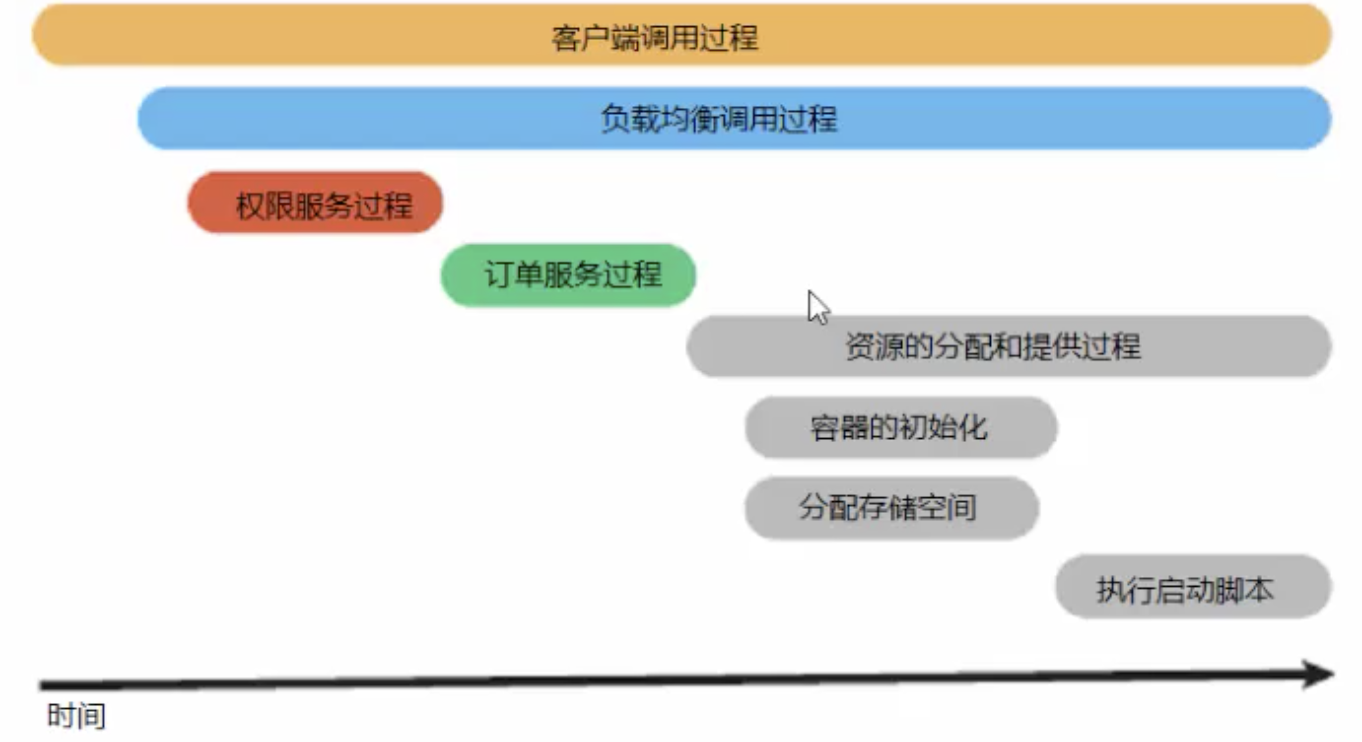 客户端调用过程
负载均衡调用过程
权限服务过程
订单服务过程
资源的分配和提供过程
容器的初始化
分配存储空间
执行启动脚本
时间